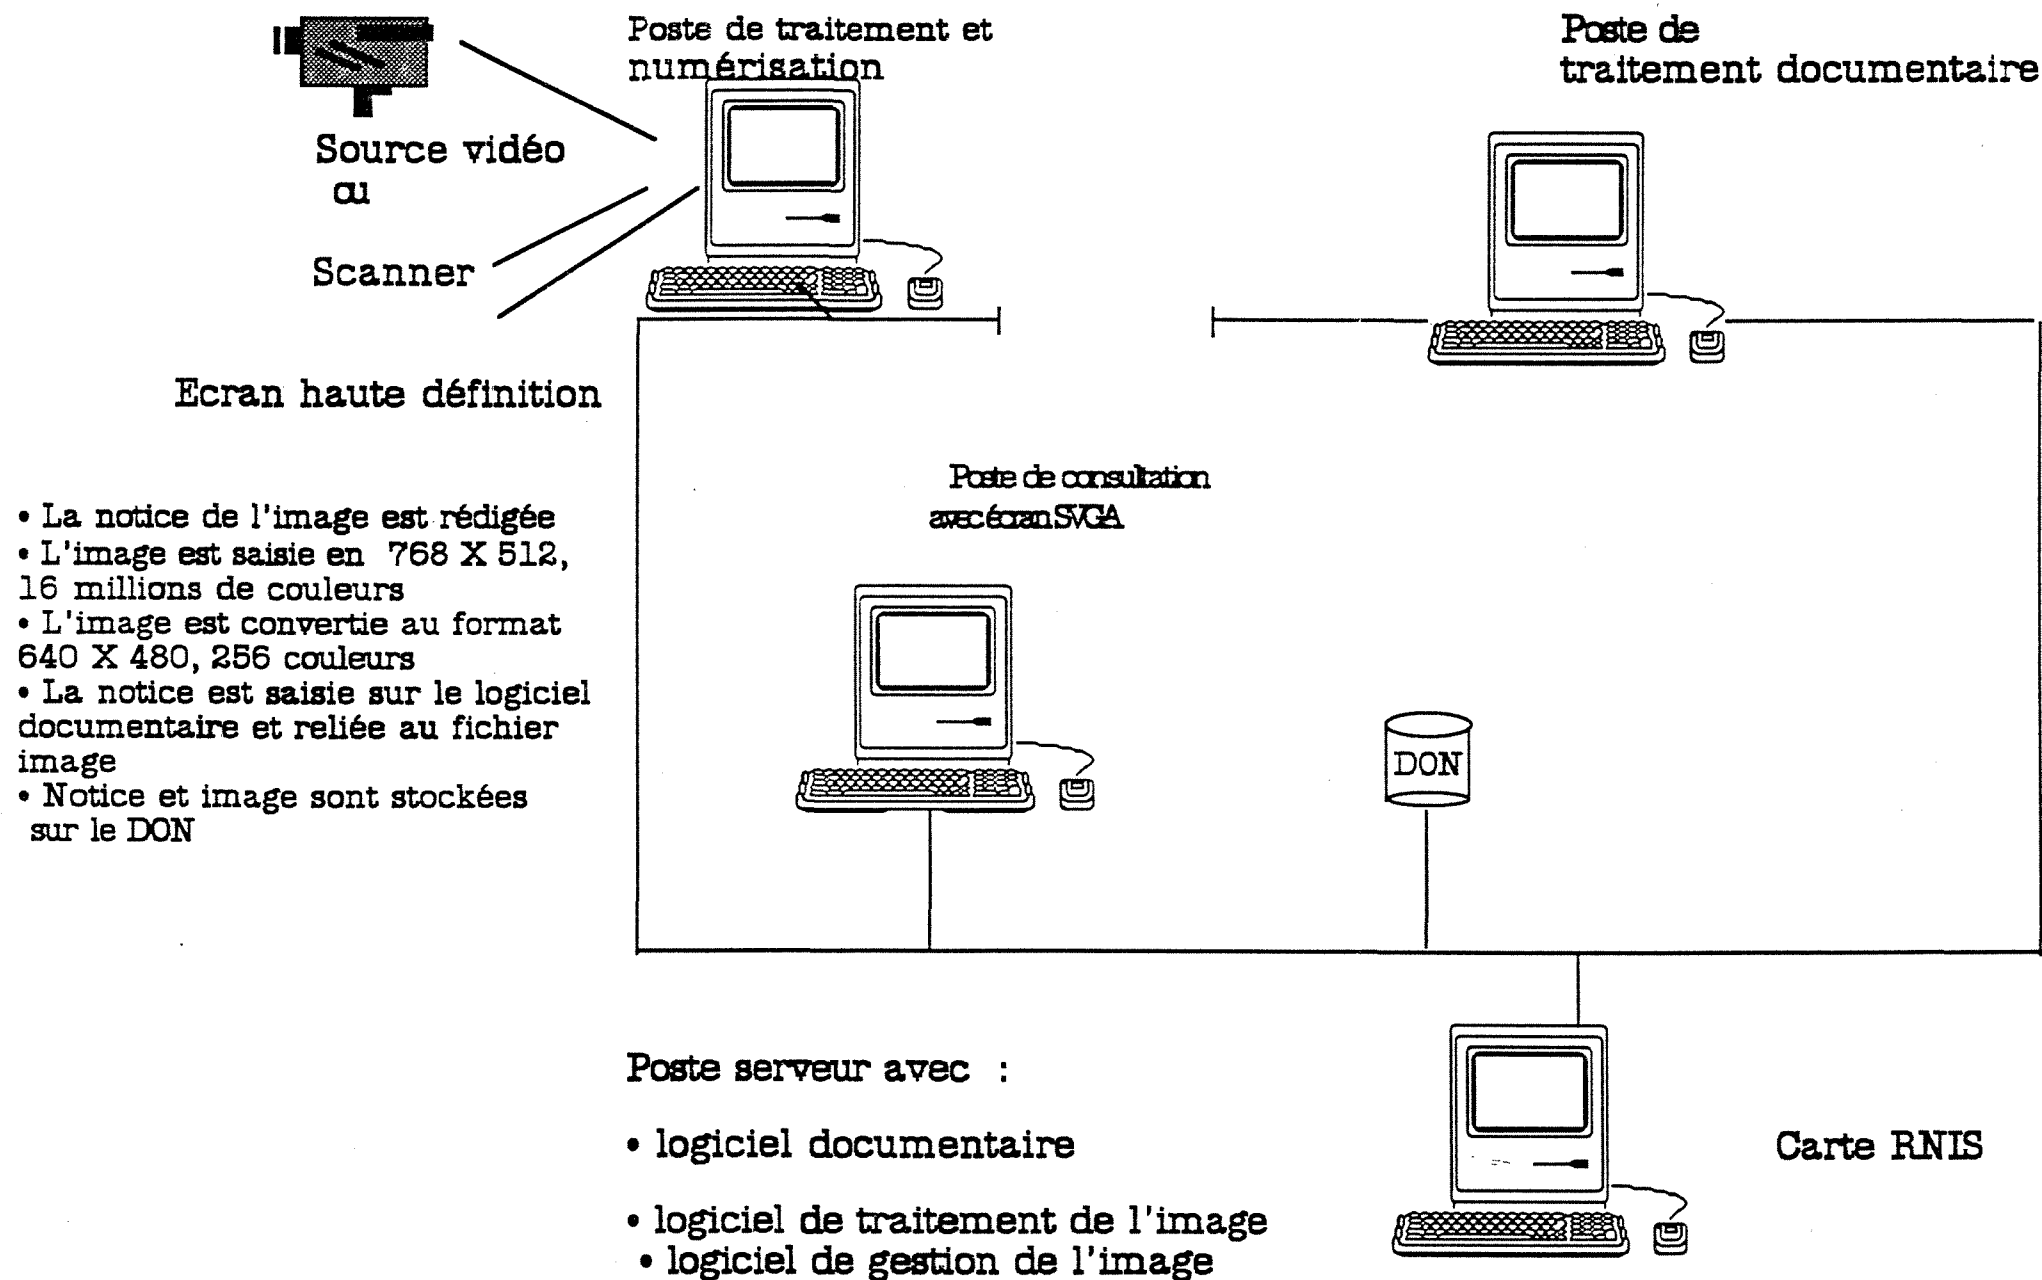 Poste de traitement et
numérisation
Poste de
traitement documentaire
Source vidéo
ou
Scanner
Ecran haute définition
Poste de consultation
avec écran SVGA
• La notice de l'image est rédigée
• L'image est saisie en 768 X 512,
16 millions de couleurs
• L'image est convertie au format
640 X 480, 256 couleurs
• La notice est saisie sur le logiciel
documentaire et reliée au fichier
image
• Notice et image sont stockées
sur le DON
DON
Poste serveur avec :
• logiciel documentaire
• logiciel de traitement de l'image
• logiciel de gestion de l'image
Carte RNIS